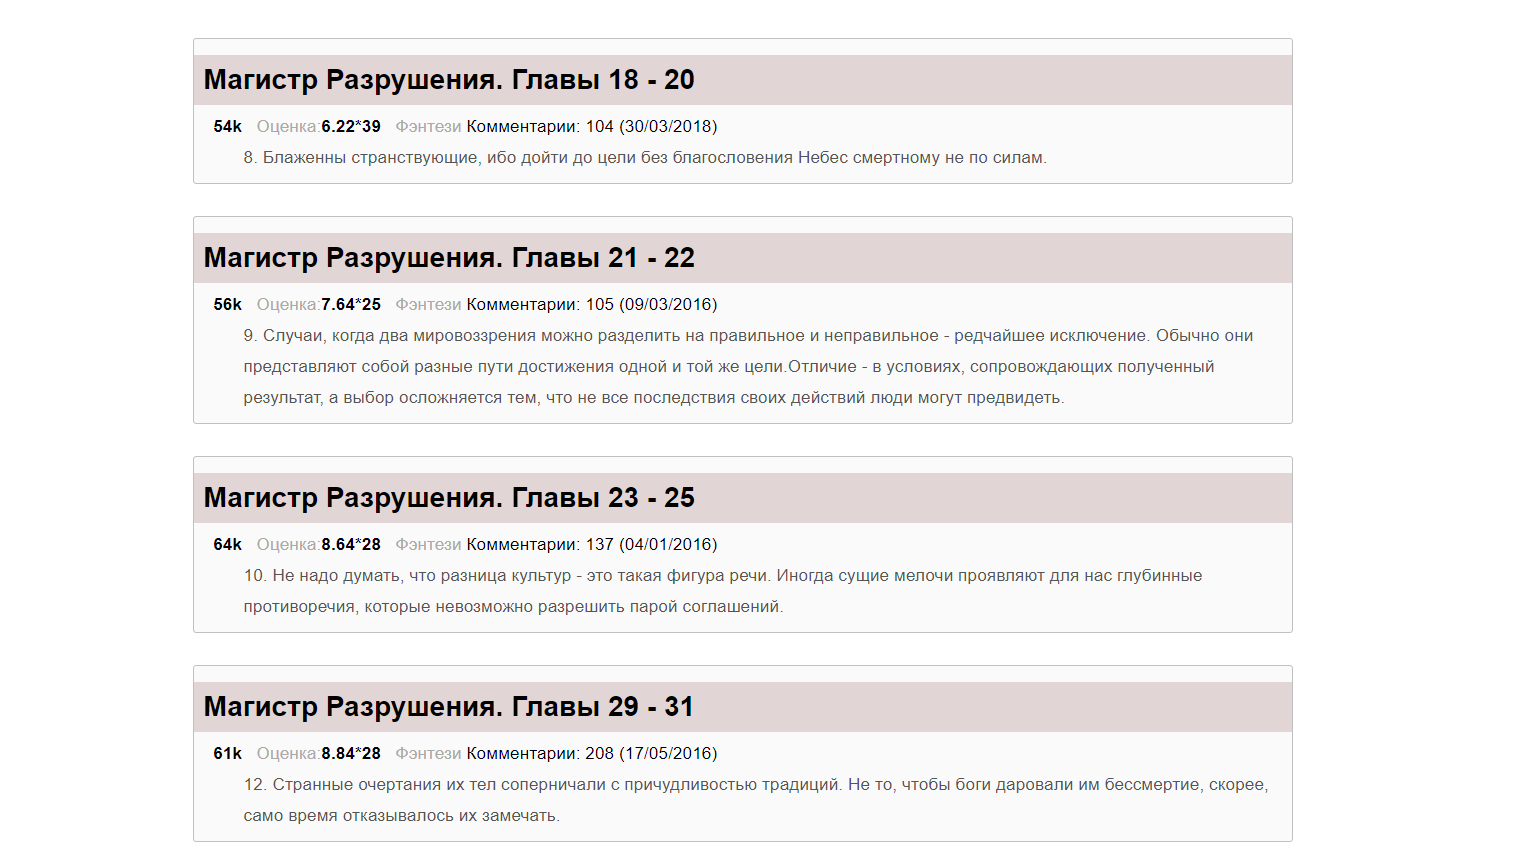 Магистр Разрушения. Главы 18 - 20
54k Оценка:6.22*39 Фэнтези Комментарии: 104 (30/03/2018)
8. Блаженны странствующие, ибо дойти до цели без благословения Небес смертному не по силам.
Магистр Разрушения. Главы 21 - 22
56k Оценка:7.64*25 Фэнтези Комментарии: 105 (09/03/2016)
9. Случаи, когда два мировоззрения можно разделить на правильное и неправильное - редчайшее исключение. Обычно они
представляют собой разные пути достижения одной и той же цели.Отличие - в условиях, сопровождающих полученный
результат, а выбор осложняется тем, что не все последствия своих действий люди могут предвидеть.
Магистр Разрушения. Главы 23 - 25
64k Оценка:8.64*28 Фэнтези Комментарии: 137 (04/01/2016)
10. Не надо думать, что разница культур - это такая фигура речи. Иногда сущие мелочи проявляют для нас глубинные
противоречия, которые невозможно разрешить парой соглашений.
Магистр Разрушения. Главы 29 - 31
61k Оценка:8.84*28 Фэнтези Комментарии: 208 (17/05/2016)
12. Странные очертания их тел соперничали с причудливостью традиций. Не то, чтобы боги даровали им бессмертие, скорее,
само время отказывалось их замечать.